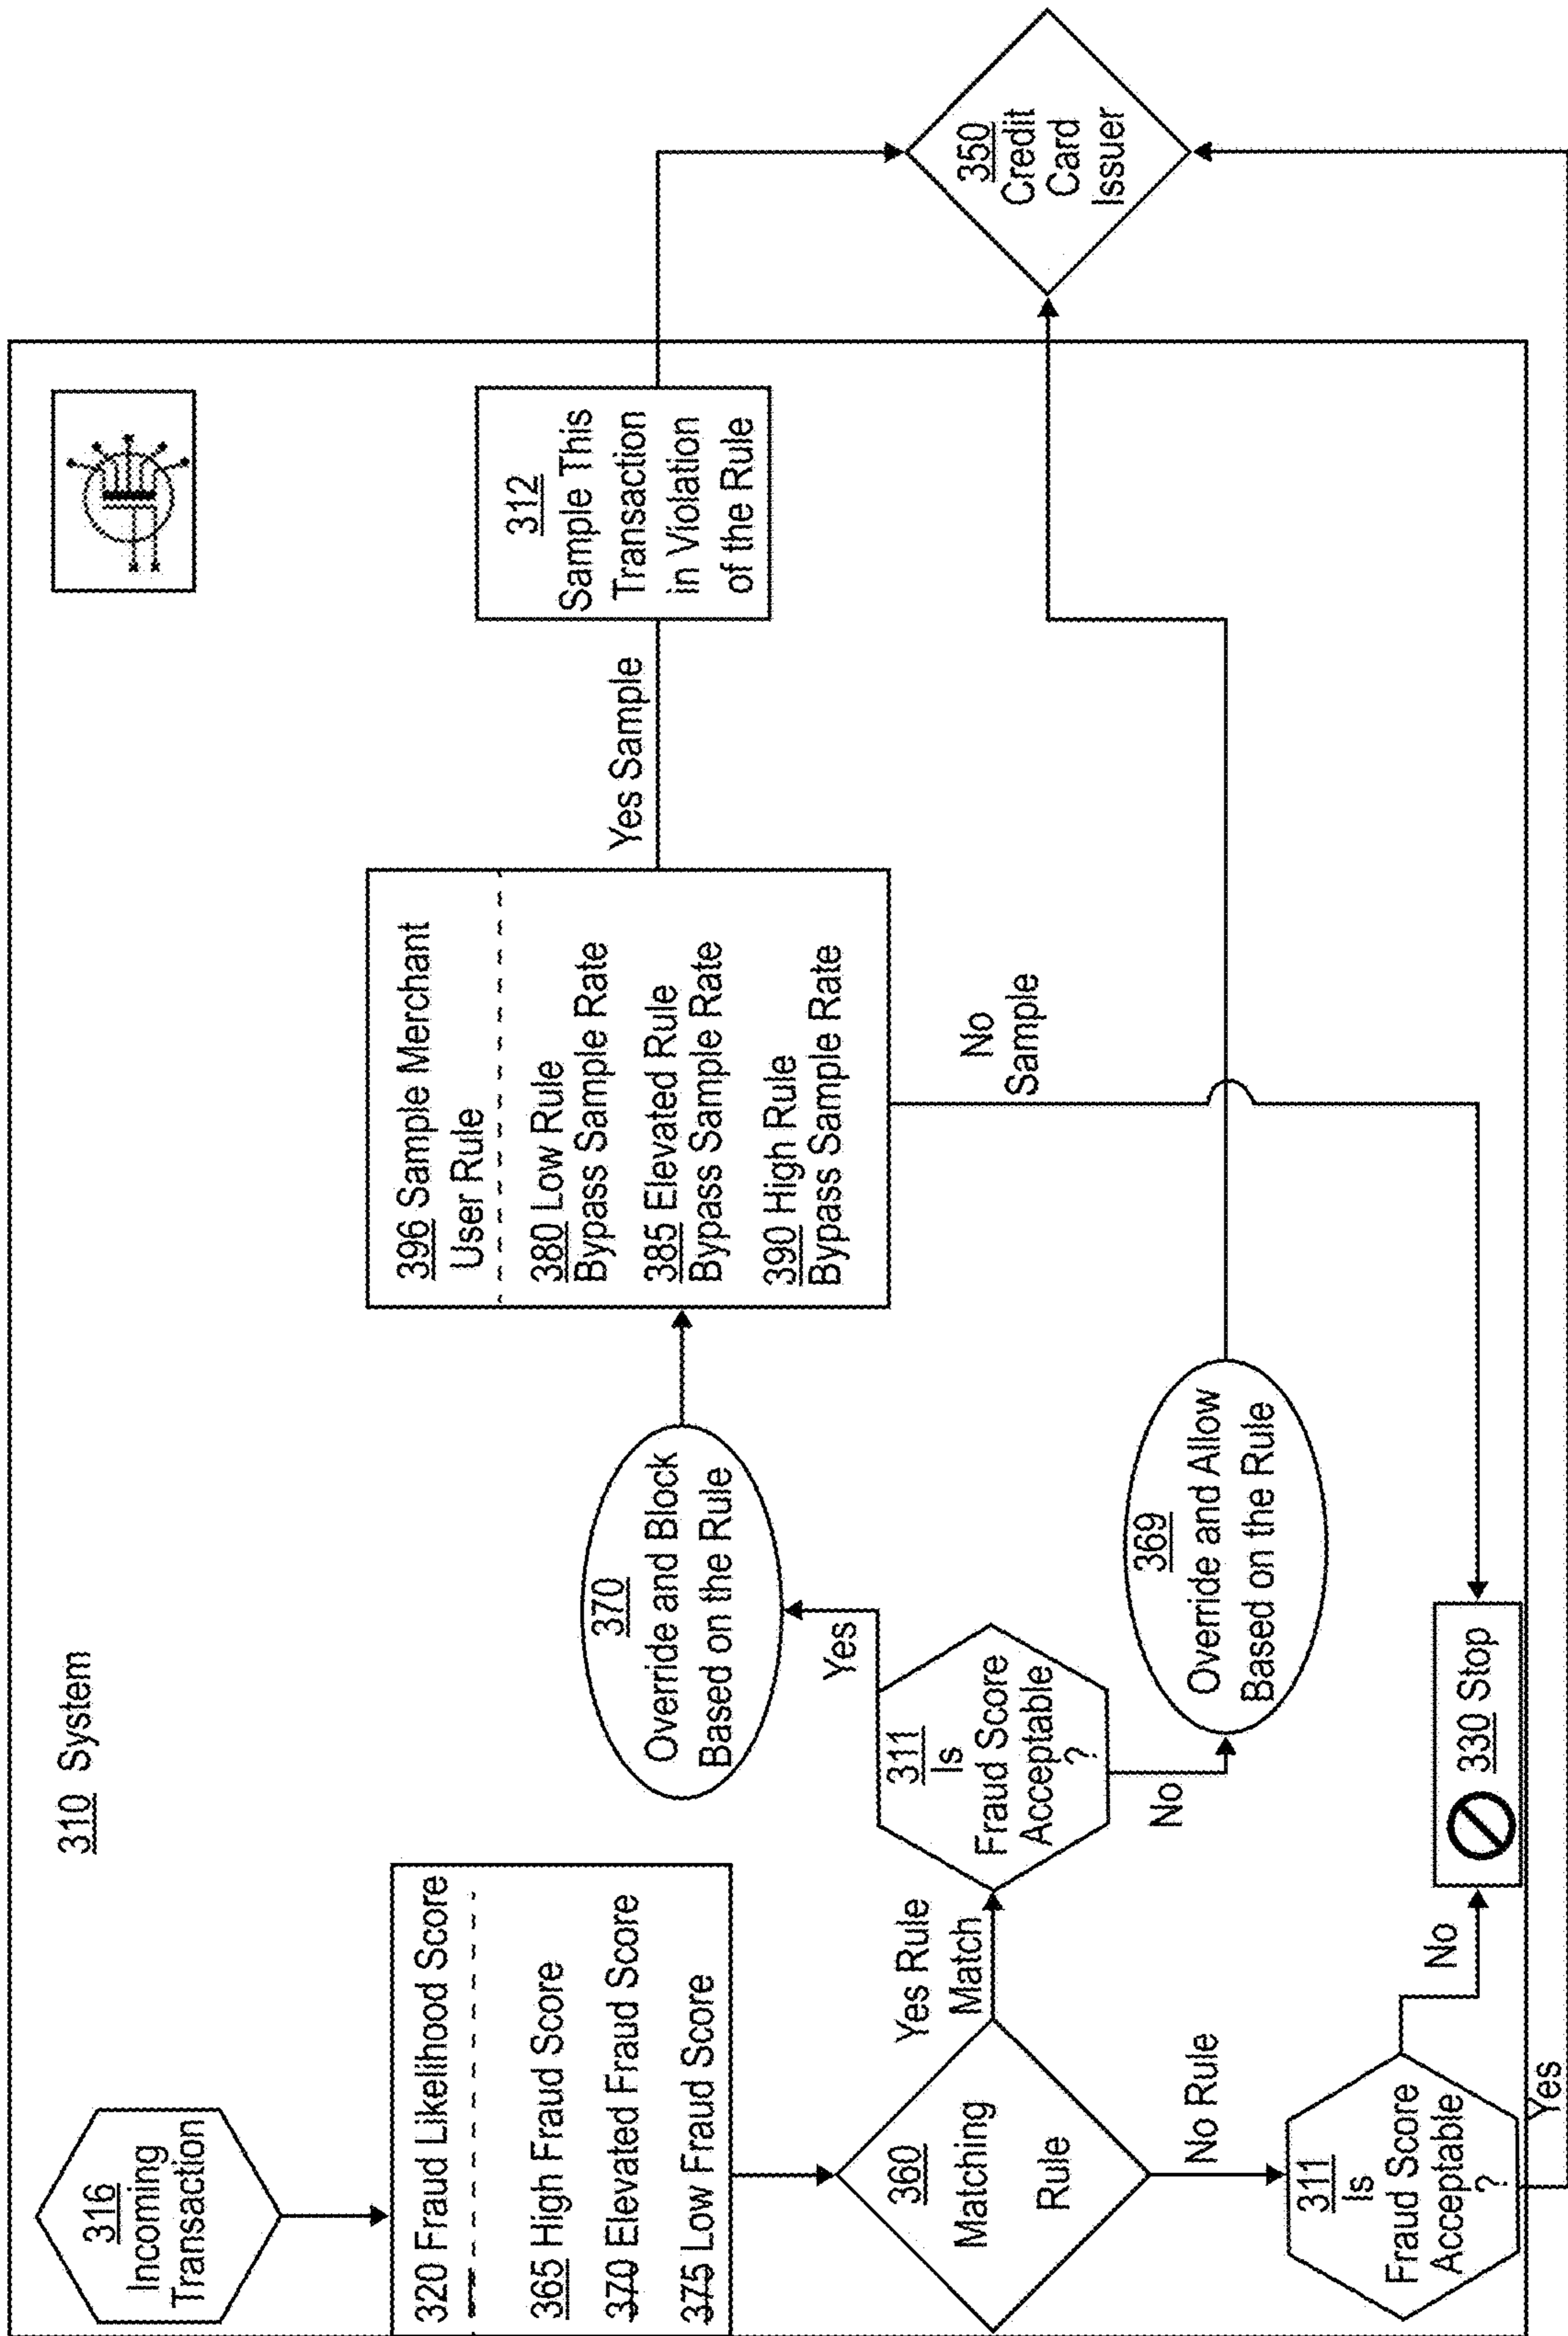 310 System
316
Incoming
Transaction
320 Fraud Likelihood Score
365 High Fraud Score
370 Elevated Fraud Score
375 Low Fraud Score
360
Matching
Rule
Yes Rule
Match
No Rule
311
Is
Fraud Score
Acceptable
?
Yes
No
370
Override and Block
Based on the Rule
396 Sample Merchant
User Rule
380 Low Rule
Bypass Sample Rate
385 Elevated Rule
Bypass Sample Rate
390 High Rule
Bypass Sample Rate
Yes Sample
No
Sample
312
Sample This
Transaction
in Violation
of the Rule
369
Override and Allow
Based on the Rule
311
Is
Fraud Score
Acceptable
?
No
Yes
330 Stop
350
Credit
Card
Issuer